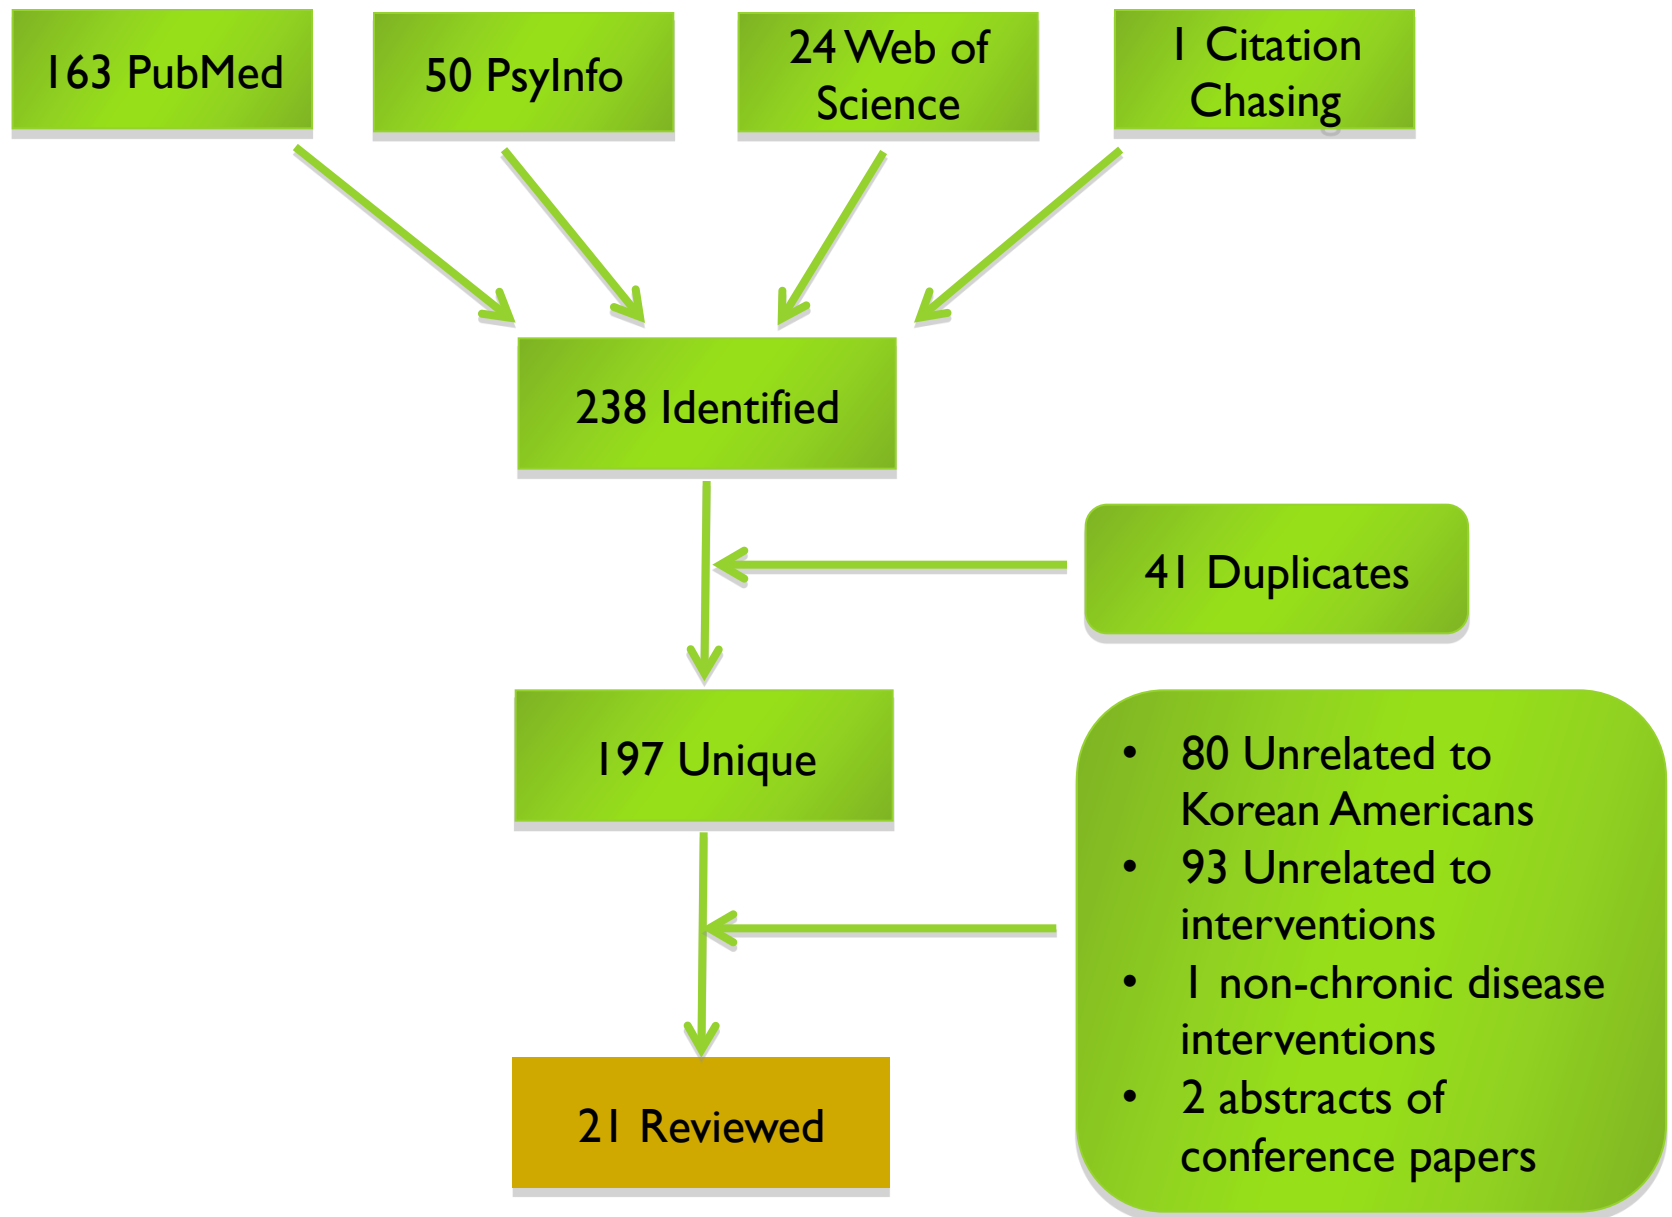 163 PubMed
50 PsyInfo
24 Web of
Science
1 Citation
Chasing
238 Identified
41 Duplicates
197 Unique
• 80 Unrelated to
Korean Americans
• 93 Unrelated to
interventions
• 1 non-chronic disease
interventions
• 2 abstracts of
conference papers
21 Reviewed